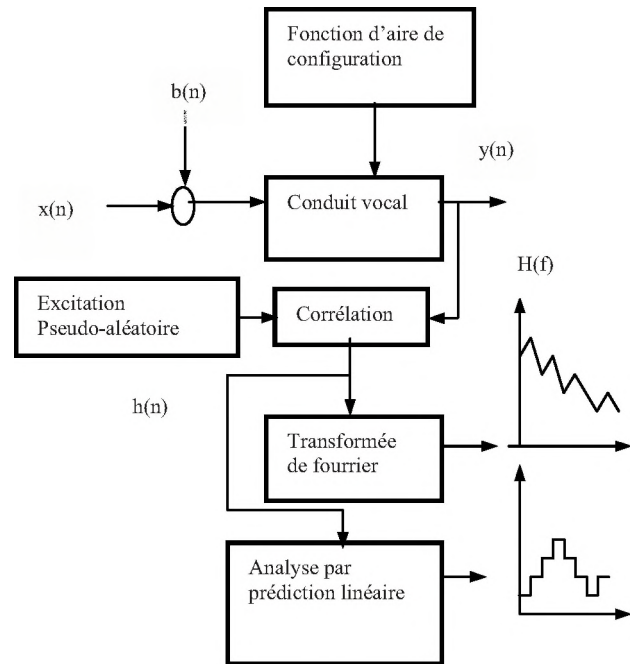 Fonction d'aire de
configuration
b(n)
y(n)
x(n)
Conduit vocal
H(f)
Excitation
Pseudo-aléatoire
Corrélation
h(n)
Transformée
de fourrier
Analyse par
prédiction linéaire